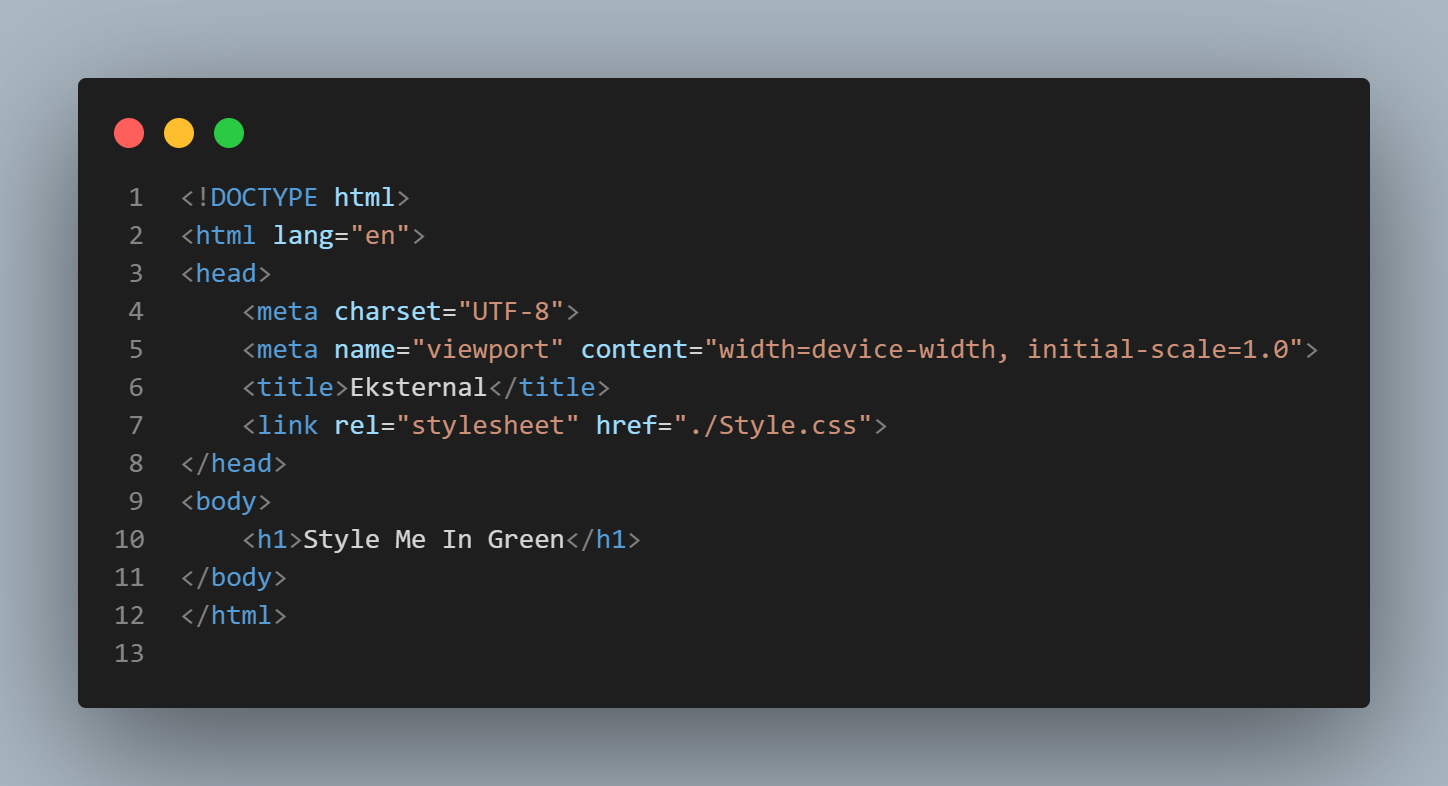 1 <!DOCTYPE html>
2 <html lang="en">
3 <head>
4     <meta charset="UTF-8">
5     <meta name="viewport" content="width=device-width, initial-scale=1.0">
6     <title>Eksternal</title>
7     <link rel="stylesheet" href="./Style.css">
8 </head>
9 <body>
10     <h1>Style Me In Green</h1>
11 </body>
12 </html>
13